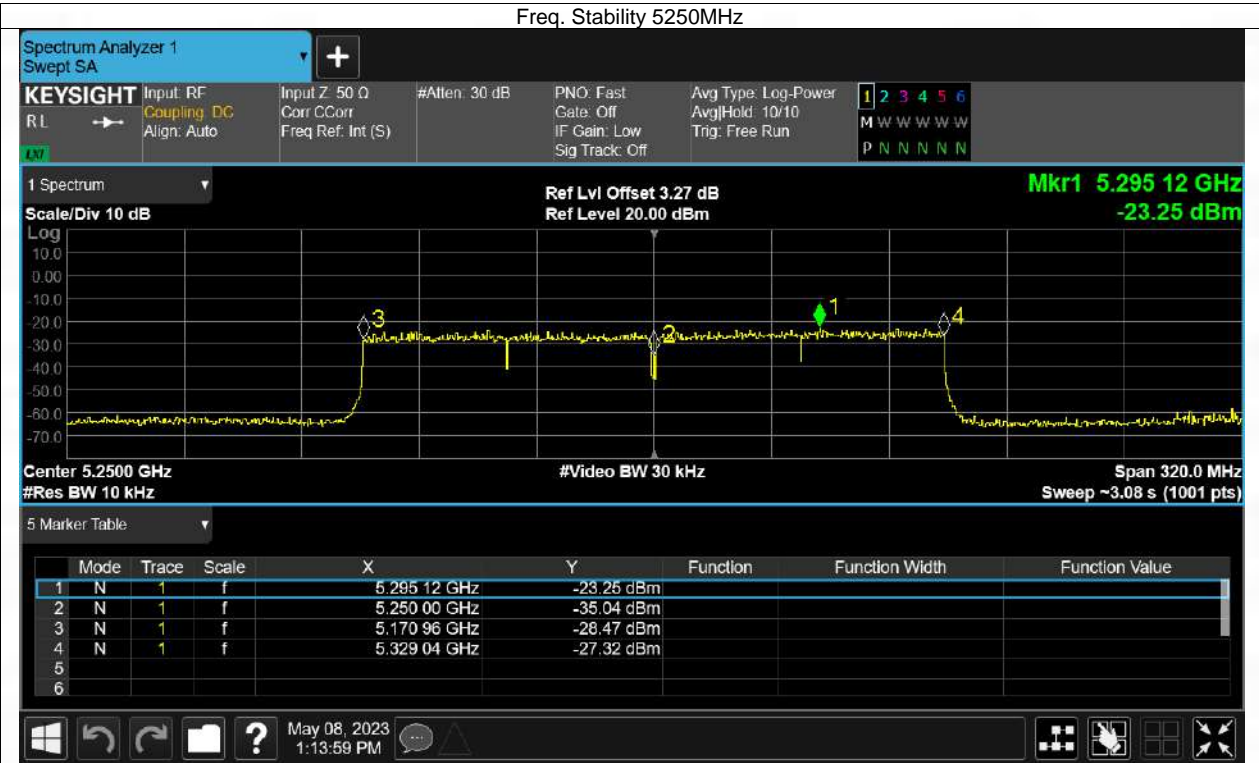 Freq. Stability 5250MHz
Spectrum Analyzer 1
Swept SA
+
KEYSIGHT
RL
LXI
Input: RF
Coupling: DC
Align: Auto
Input Z: 50 Ω
Corr CCorr
Freq Ref: Int (S)
#Atten: 30 dB
PNO: Fast
Gate: Off
IF Gain: Low
Sig Track: Off
Avg Type: Log-Power
Avg|Hold: 10/10
Trig: Free Run
1 2 3 4 5 6
M W W W W W
P N N N N N
1 Spectrum
Scale/Div 10 dB
Ref Lvl Offset 3.27 dB
Ref Level 20.00 dBm
Mkr1 5.295 12 GHz
-23.25 dBm
Log
10.0
0.00
-10.0
-20.0
-30.0
-40.0
-50.0
-60.0
-70.0
3
2
1
4
Center 5.2500 GHz
#Res BW 10 kHz
#Video BW 30 kHz
Span 320.0 MHz
Sweep ~3.08 s (1001 pts)
5 Marker Table
Mode Trace Scale X Y Function Function Width Function Value
1 N 1 f 5.295 12 GHz -23.25 dBm
2 N 1 f 5.250 00 GHz -35.04 dBm
3 N 1 f 5.170 96 GHz -28.47 dBm
4 N 1 f 5.329 04 GHz -27.32 dBm
5
6
?
May 08, 2023
1:13:59 PM